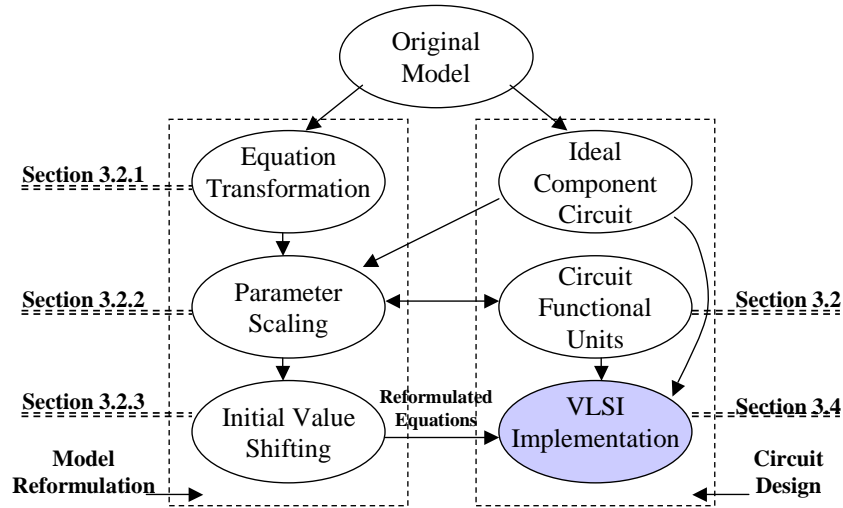 Original
Model
Equation
Transformation
Ideal
Component
Circuit
Section 3.2.1
Parameter
Scaling
Circuit
Functional
Units
Section 3.2.2
Section 3.2
Initial Value
Shifting
Reformulated
Equations
VLSI
Implementation
Section 3.2.3
Section 3.4
Model
Reformulation
Circuit
Design